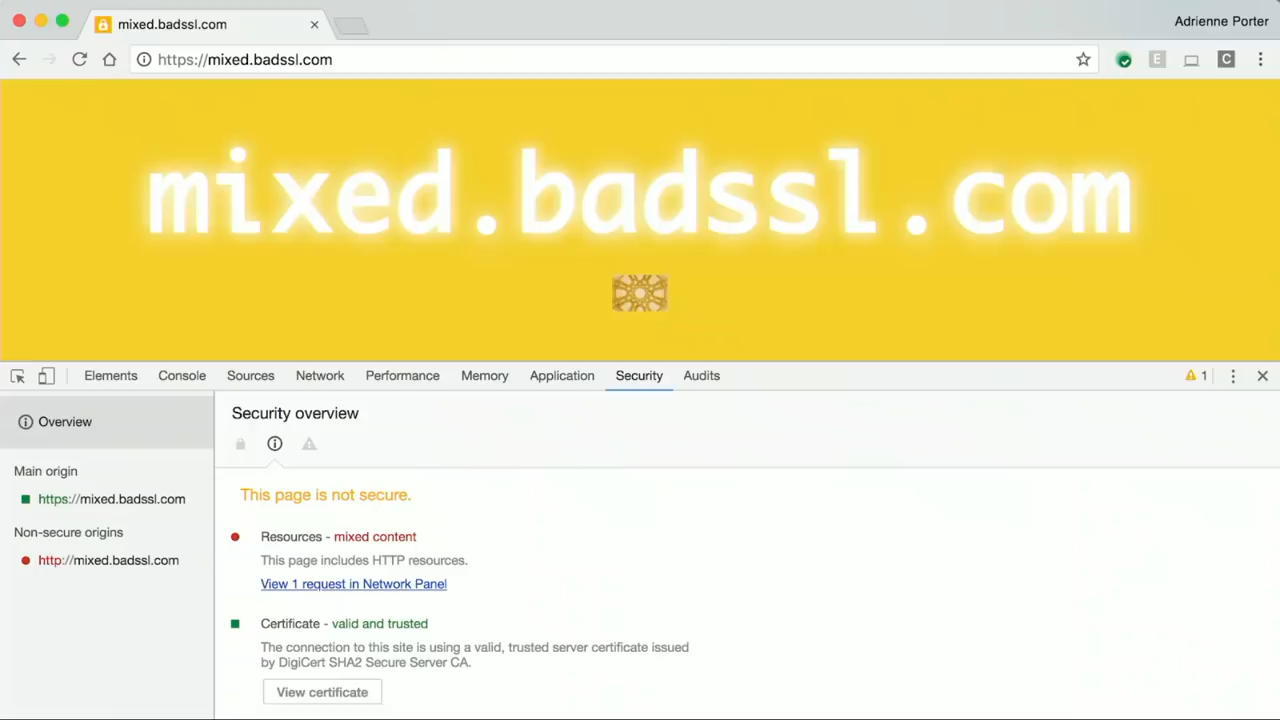 mixed.badssl.com
Adrienne Porter
https://mixed.badssl.com
E
C
mixed.badssl.com
Elements Console Sources Network Performance Memory Application Security Audits 1
Overview
Main origin
https://mixed.badssl.com
Non-secure origins
http://mixed.badssl.com
Security overview
This page is not secure.
Resources - mixed content
This page includes HTTP resources.
View 1 request in Network Panel
Certificate - valid and trusted
The connection to this site is using a valid, trusted server certificate issued
by DigiCert SHA2 Secure Server CA.
View certificate